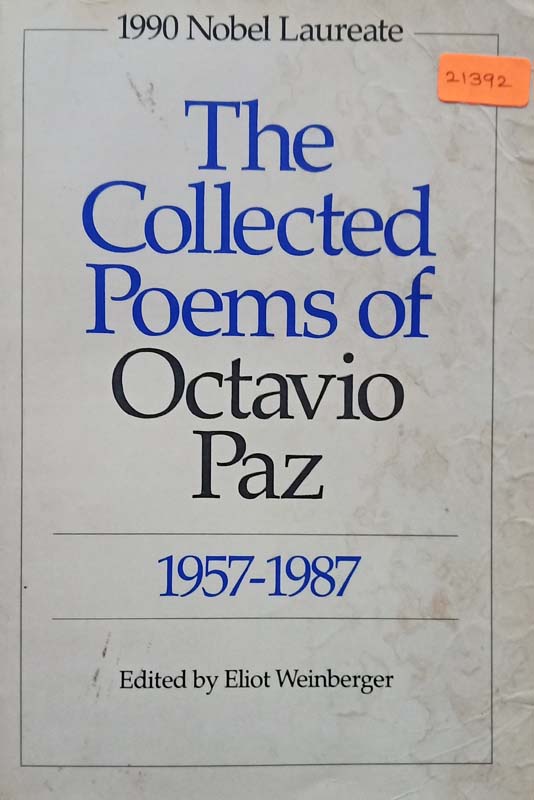 1990 Nobel Laureate
21392
The
Collected
Poems of
Octavio
Paz
1957-1987
Edited by Eliot Weinberger